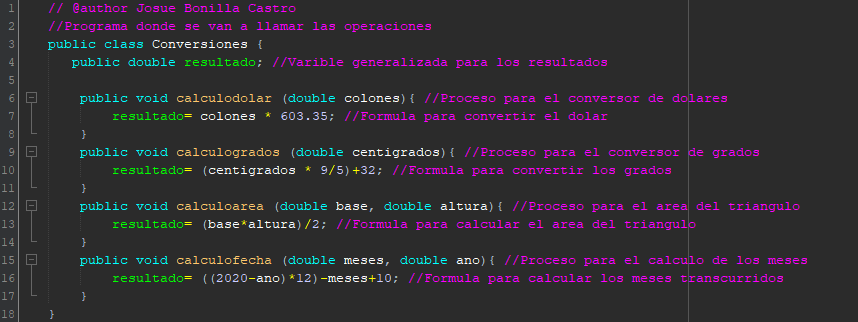 1 // @author Josue Bonilla Castro
2 //Programa donde se van a llamar las operaciones
3 public class Conversiones {
4 public double resultado; //Varible generalizada para los resultados
5
6 public void calculodolar (double colones){ //Proceso para el conversor de dolares
7 resultado= colones * 603.35; //Formula para convertir el dolar
8 }
9 public void calculogrados (double centigrados){ //Proceso para el conversor de grados
10 resultado= (centigrados * 9/5)+32; //Formula para convertir los grados
11 }
12 public void calculoarea (double base, double altura){ //Proceso para el area del triangulo
13 resultado= (base*altura)/2; //Formula para calcular el area del triangulo
14 }
15 public void calculofecha (double meses, double ano){ //Proceso para el calculo de los meses
16 resultado= ((2020-ano)*12)-meses+10; //Formula para calcular los meses transcurridos
17 }
18 }